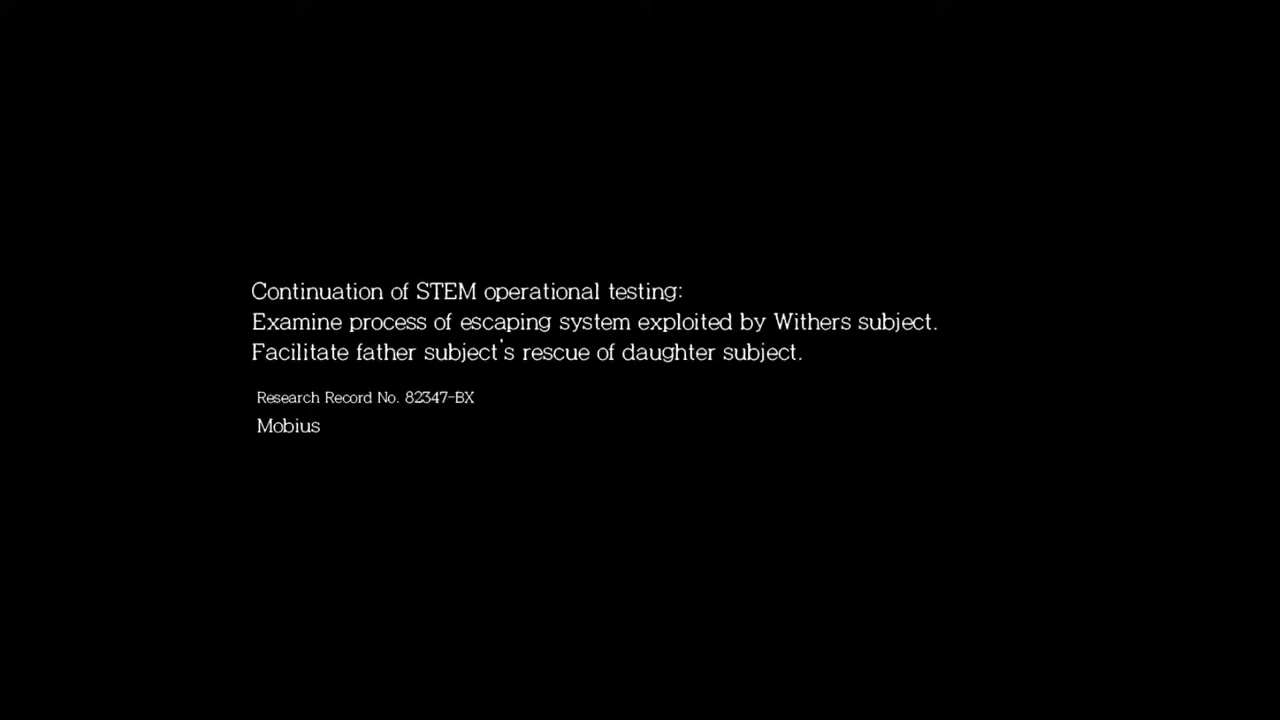 Continuation of STEM operational testing:
Examine process of escaping system exploited by Withers subject.
Facilitate father subject's rescue of daughter subject.
Research Record No. 82347-BX
Mobius